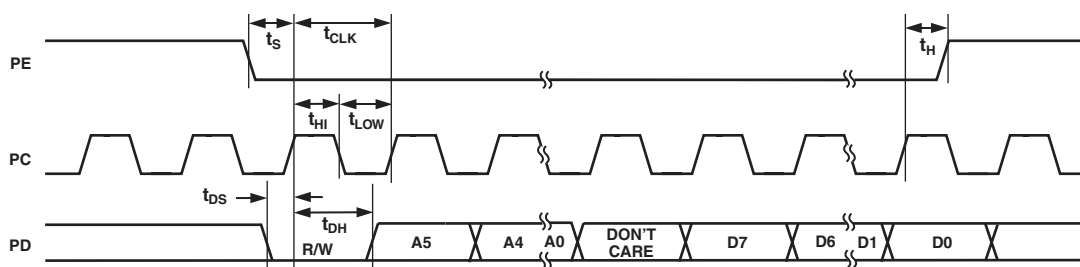 tS tCLK tH
PE
tHI tLOW
PC
tDS
tDH
PD R/W A5 A4 A0 DON'T CARE D7 D6 D1 D0